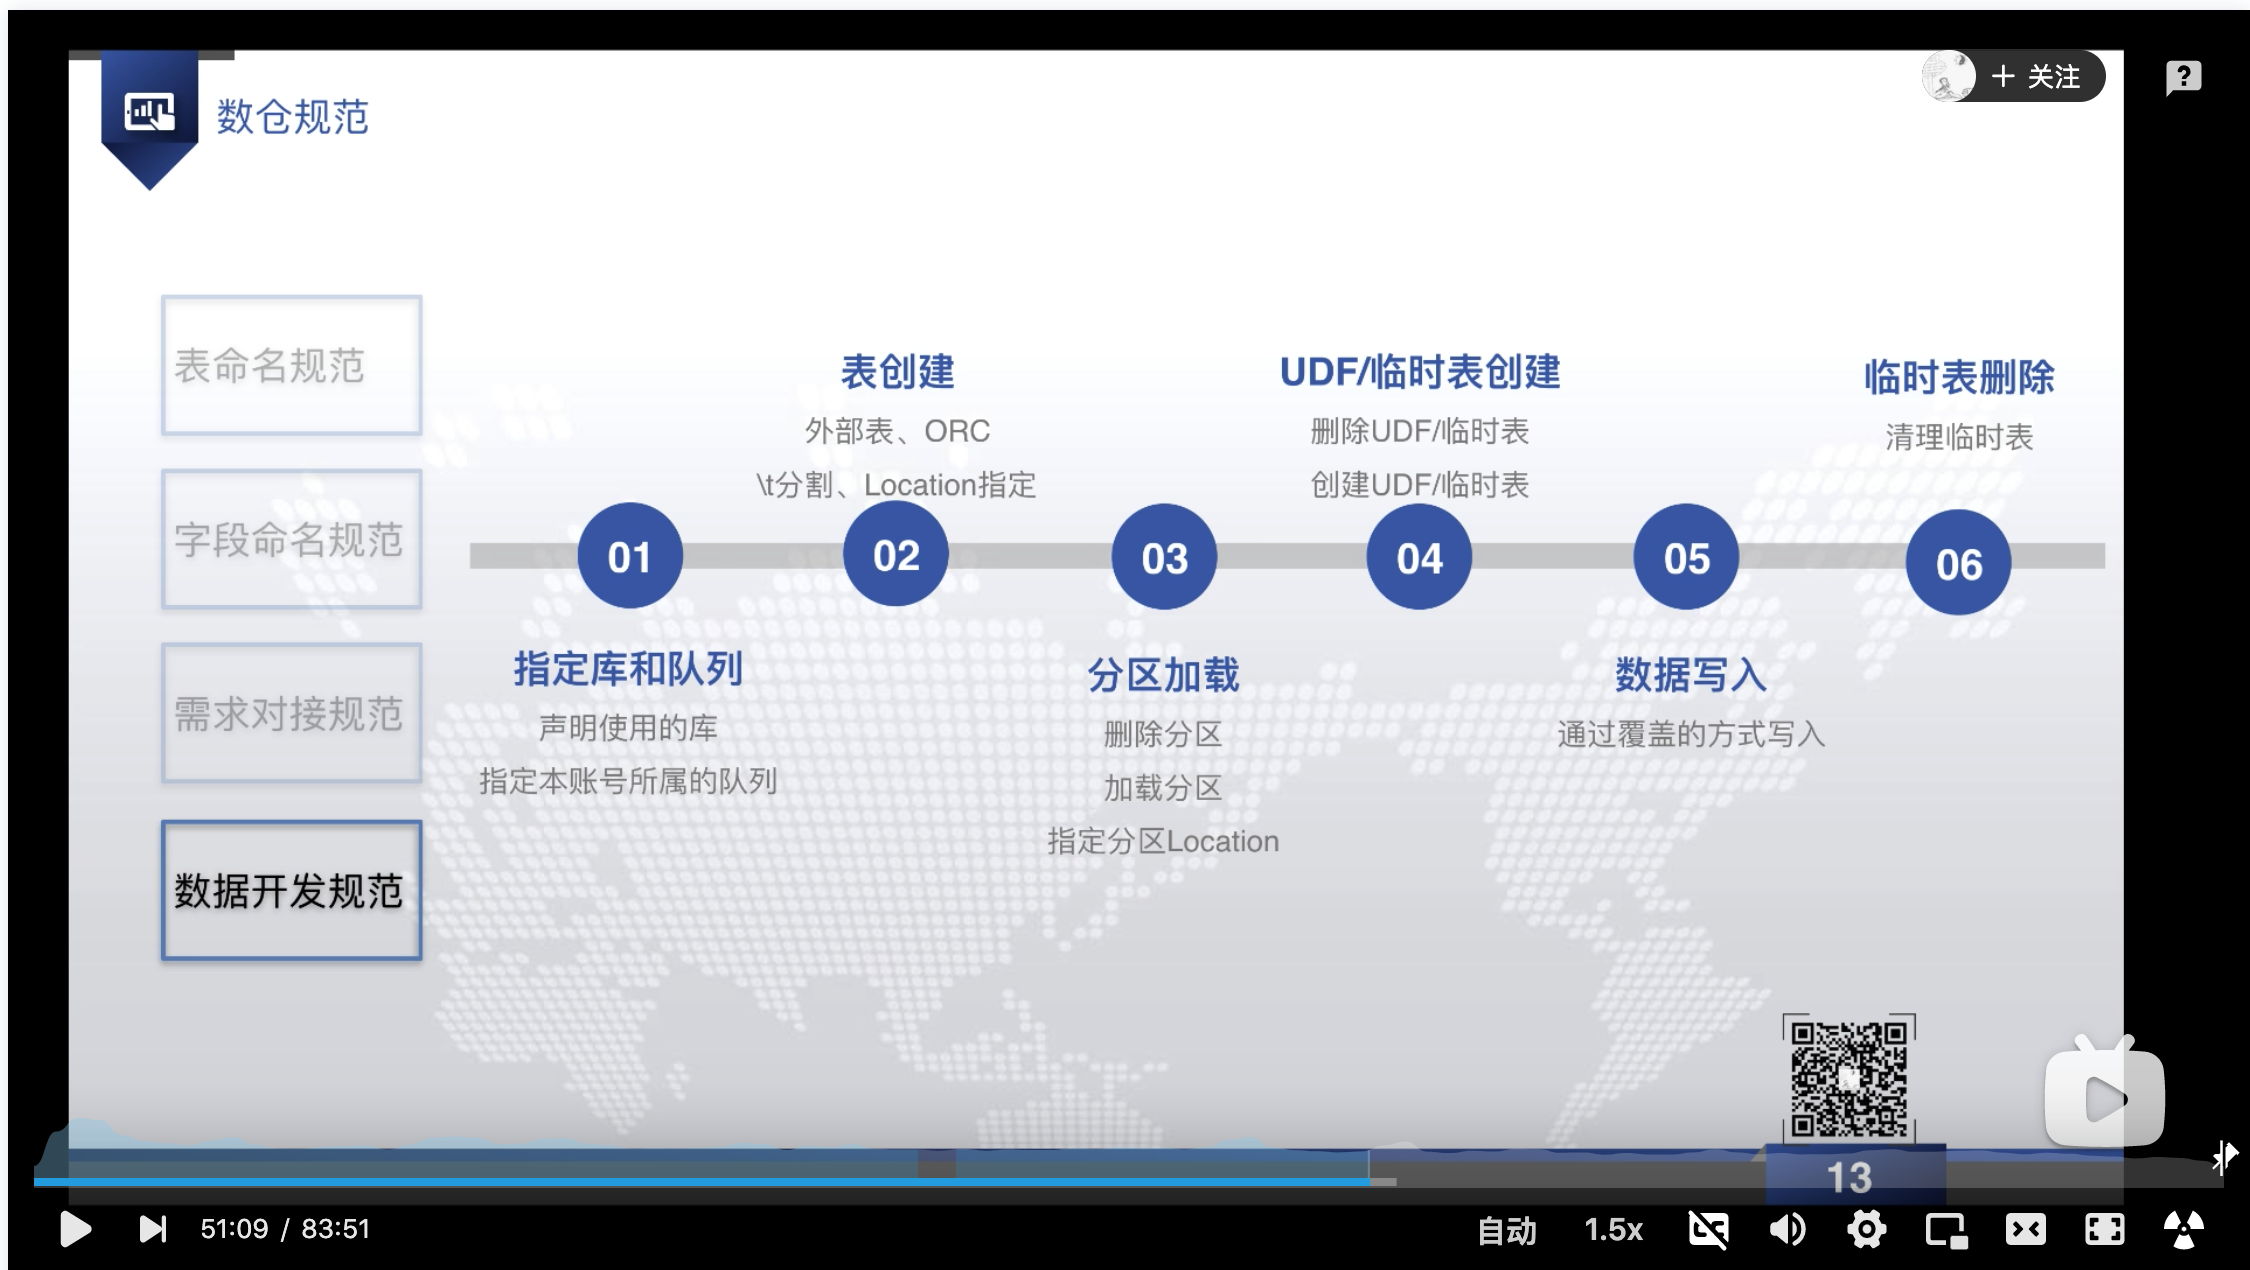 数仓规范
+ 关注
表命名规范
字段命名规范
需求对接规范
数据开发规范
01
指定库和队列
声明使用的库
指定本账号所属的队列
表创建
外部表、ORC
\t分割、Location指定
02
03
分区加载
删除分区
加载分区
指定分区Location
UDF/临时表创建
删除UDF/临时表
创建UDF/临时表
04
05
数据写入
通过覆盖的方式写入
临时表删除
清理临时表
06
13
51:09 / 83:51
自动
1.5x